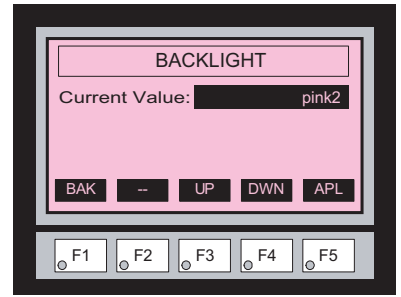 BACKLIGHT
Current Value: pink2
BAK -- UP DWN APL
F1 F2 F3 F4 F5